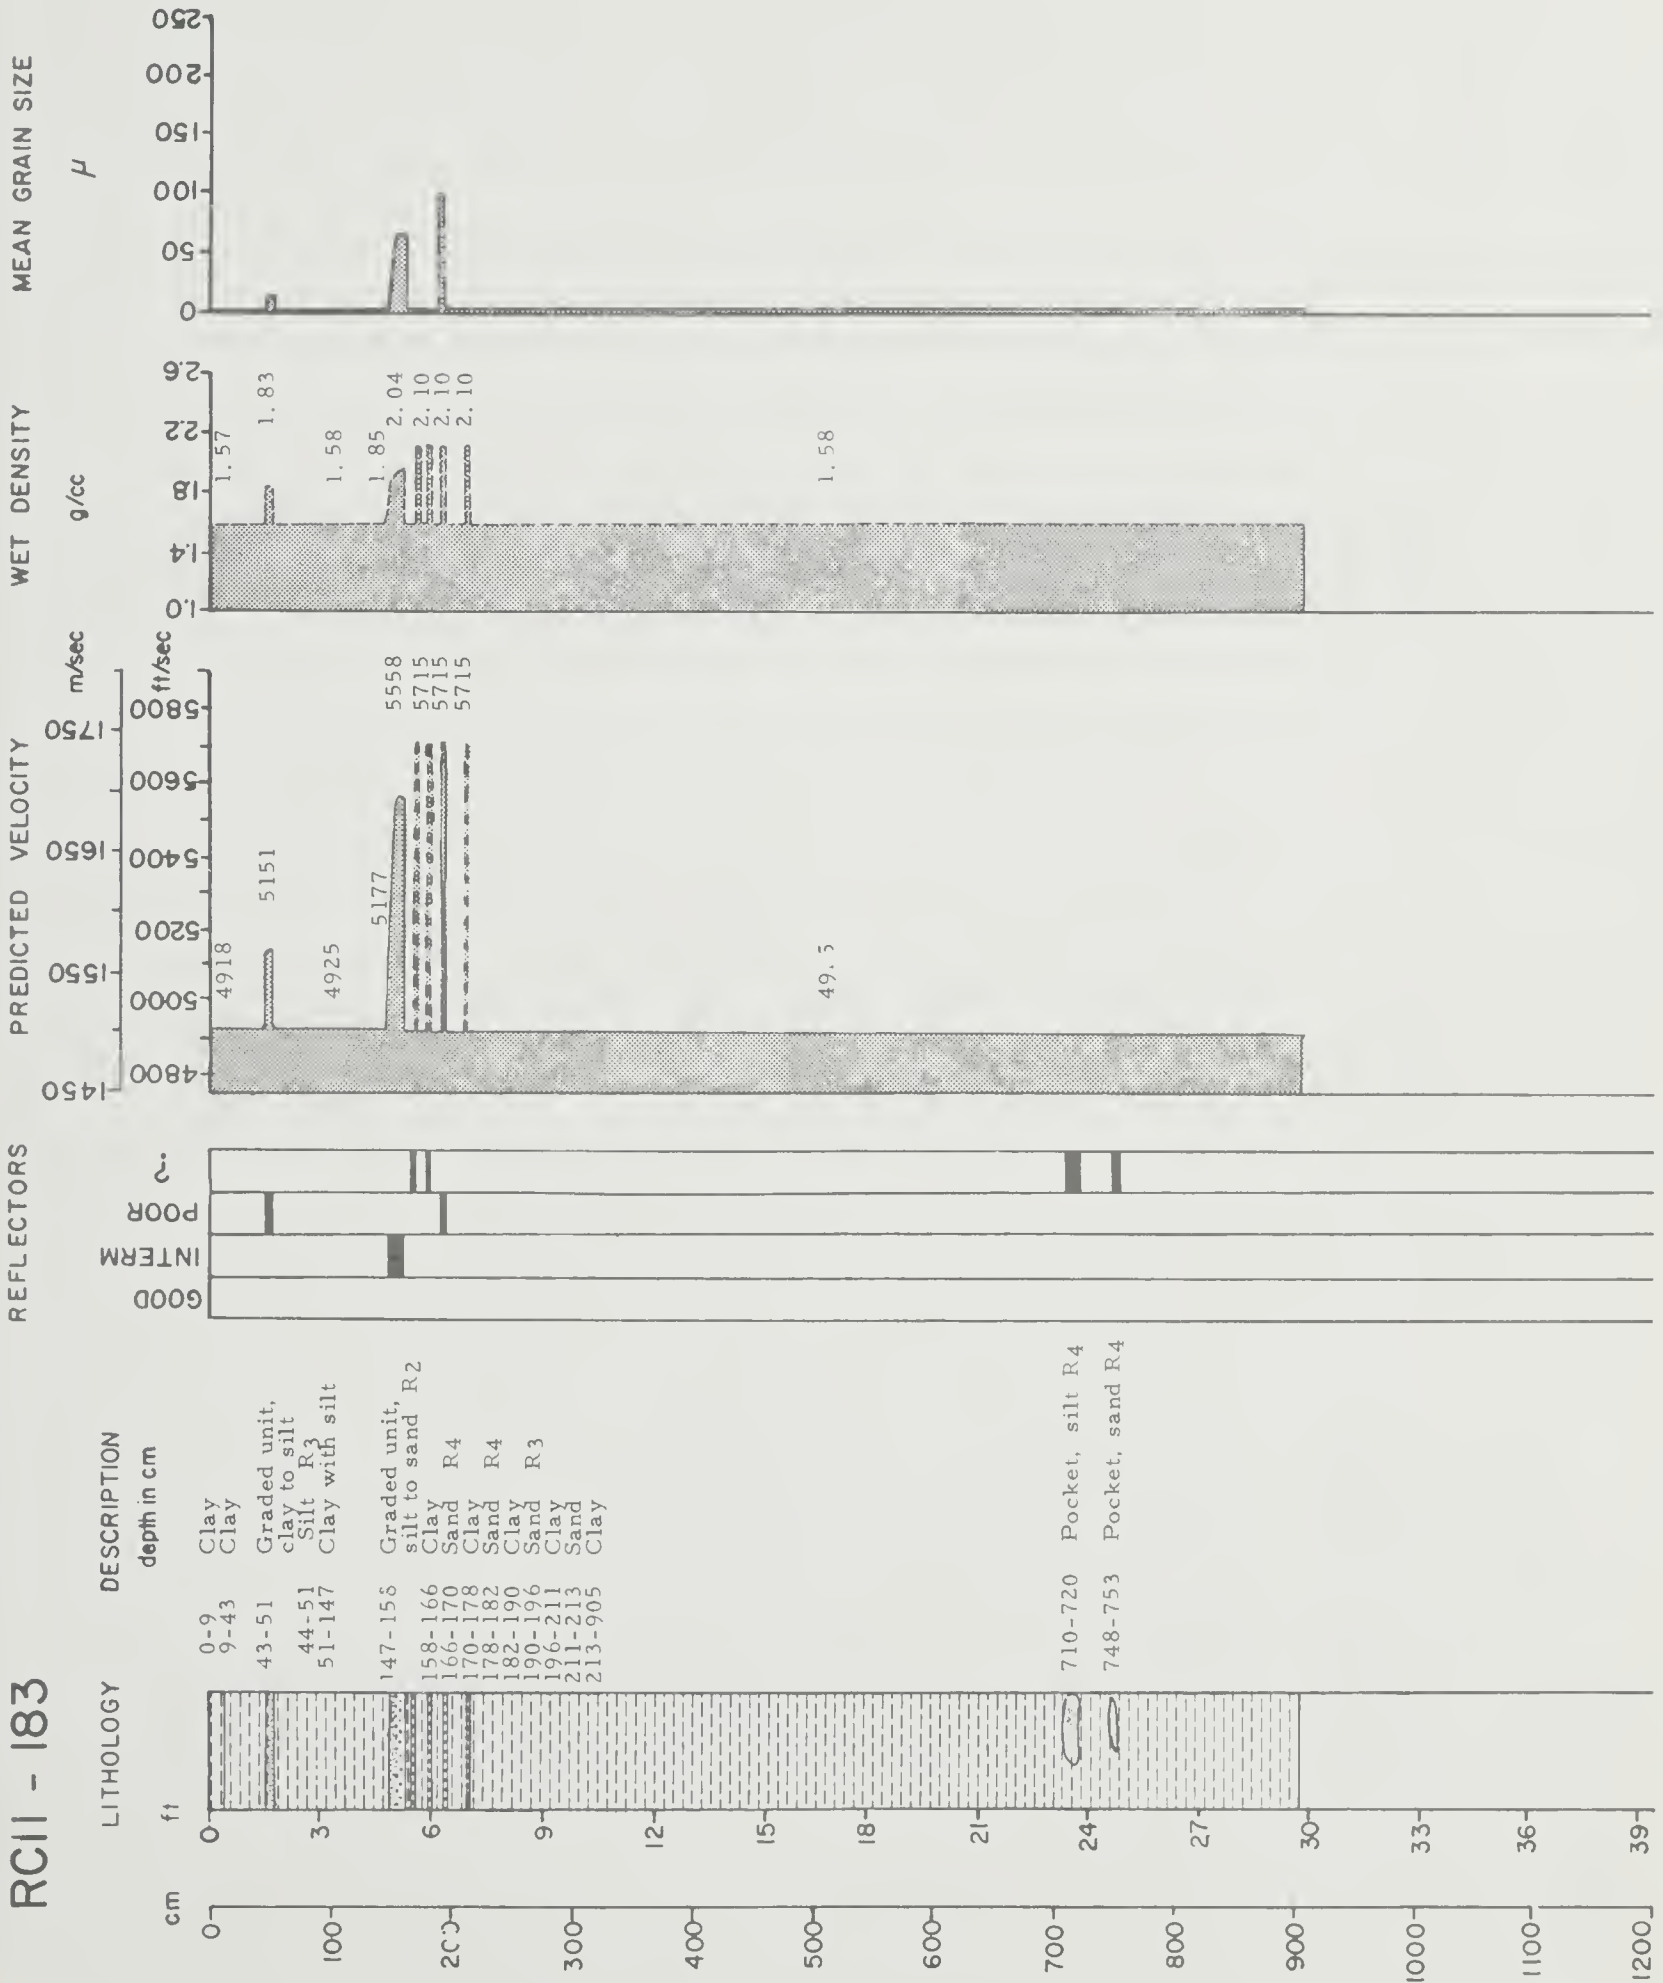 RC11 - 183
LITHOLOGY
DESCRIPTION
depth in cm
REFLECTORS
GOOD
INTERM
POOR
?
PREDICTED VELOCITY
m/sec
1450
1550
1650
1750
ft/sec
4800
5000
5200
5400
5600
5800
WET DENSITY
g/cc
1.0
1.4
1.8
2.2
2.6
MEAN GRAIN SIZE
μ
0
50
100
150
200
250
cm
0
100
300
400
500
600
700
800
900
1000
1100
1200
ft
0
3
6
9
12
15
18
21
24
27
30
33
36
39
0-9 Clay
9-43 Clay
43-51 Graded unit,
clay to silt
44-51 Silt R3
51-147 Clay with silt
147-158 Graded unit,
silt to sand R2
158-166 Clay
166-170 Sand R4
170-178 Clay
178-182 Sand R4
182-190 Clay
190-196 Sand R3
196-211 Clay
211-213 Sand
213-905 Clay
710-720 Pocket, silt R4
748-753 Pocket, sand R4
4918
5151
4925
5177
5558
5715
5715
5715
1.57
1.83
1.58
1.85
2.04
2.10
2.10
2.10
1.58